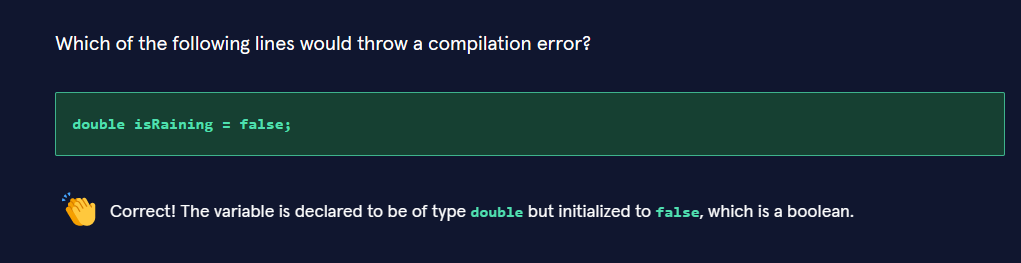 Which of the following lines would throw a compilation error?
double isRaining = false;
Correct! The variable is declared to be of type double but initialized to false, which is a boolean.